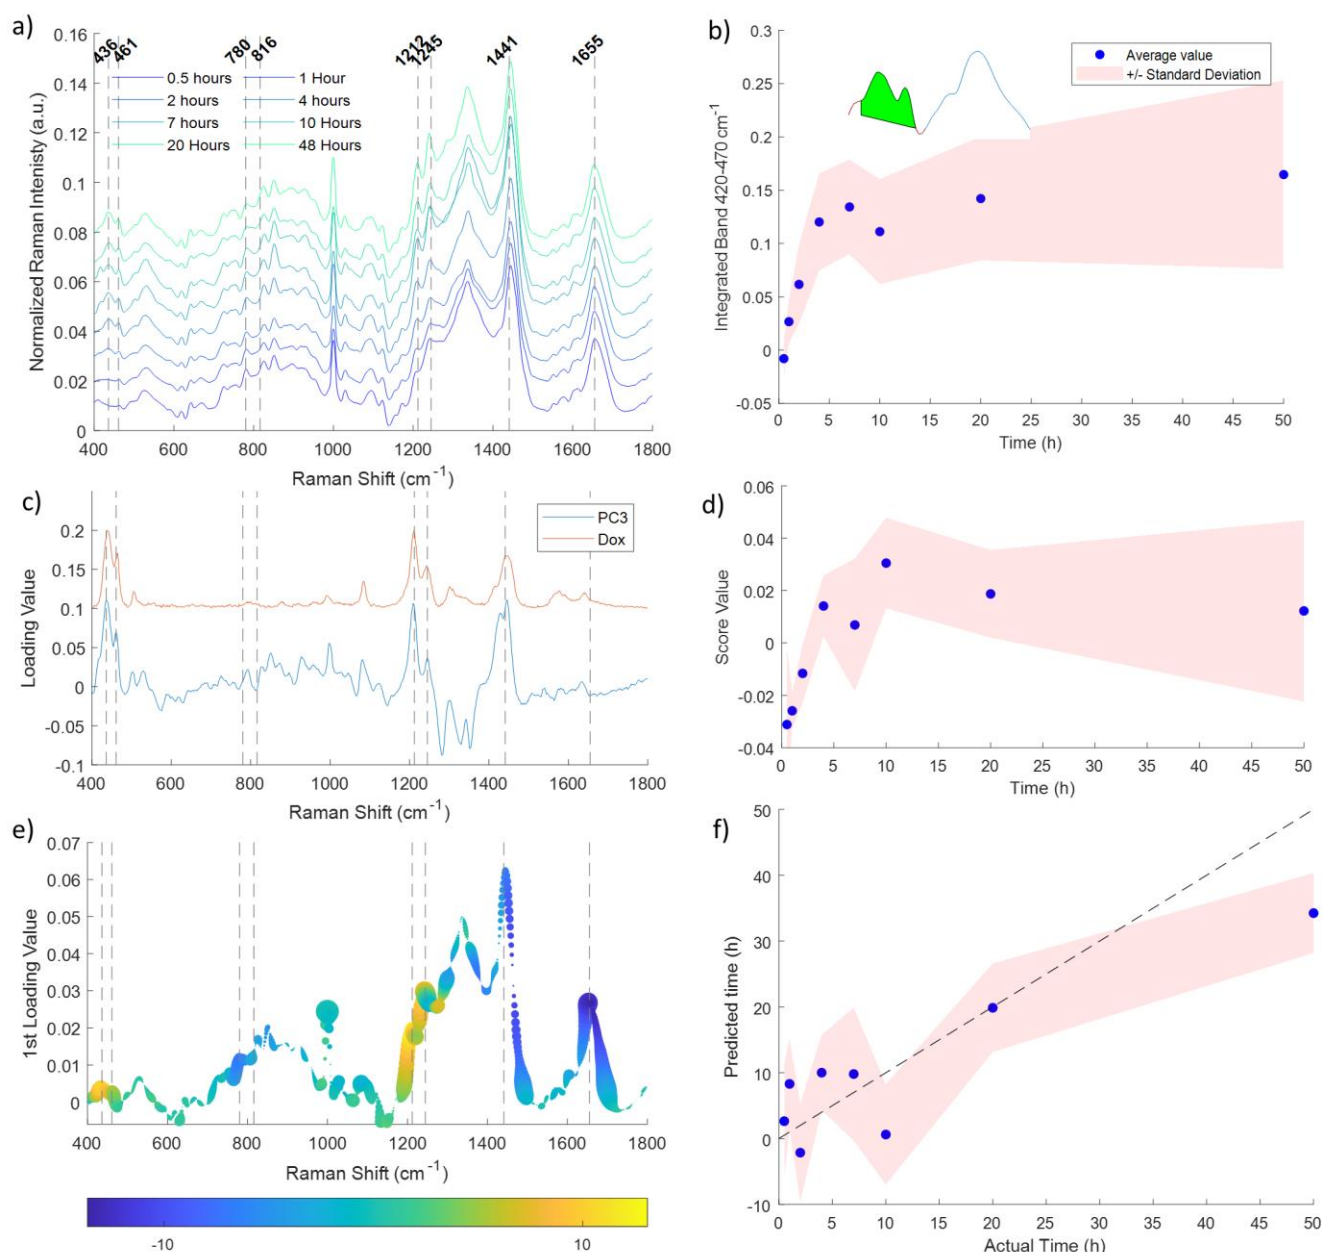 a)
0.16
0.14
0.12
0.1
0.08
0.06
0.04
0.02
0
Normalized Raman Intenisty (a.u.)
436
461
780
816
1212
1245
1441
1655
0.5 hours
1 Hour
2 hours
4 hours
7 hours
10 Hours
20 Hours
48 Hours
400 600 800 1000 1200 1400 1600 1800
Raman Shift (cm-1)
b)
0.3
0.25
0.2
0.15
0.1
0.05
0
-0.05
Integrated Band 420-470 cm-1
Average value
+/- Standard Deviation
0 5 10 15 20 25 30 35 40 45 50
Time (h)
c)
0.2
0.15
0.1
0.05
0
-0.05
-0.1
Loading Value
PC3
Dox
400 600 800 1000 1200 1400 1600 1800
Raman Shift (cm-1)
d)
0.06
0.04
0.02
0
-0.02
-0.04
Score Value
0 5 10 15 20 25 30 35 40 45 50
Time (h)
e)
0.07
0.06
0.05
0.04
0.03
0.02
0.01
0
1st Loading Value
400 600 800 1000 1200 1400 1600 1800
Raman Shift (cm-1)
-10 10
f)
50
40
30
20
10
0
-10
Predicted time (h)
0 5 10 15 20 25 30 35 40 45 50
Actual Time (h)